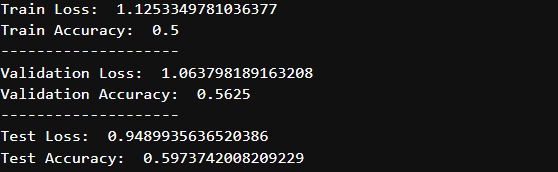 Train Loss:  1.1253349781036377
Train Accuracy:  0.5
--------------------
Validation Loss:  1.063798189163208
Validation Accuracy:  0.5625
--------------------
Test Loss:  0.9489935636520386
Test Accuracy:  0.5973742008209229